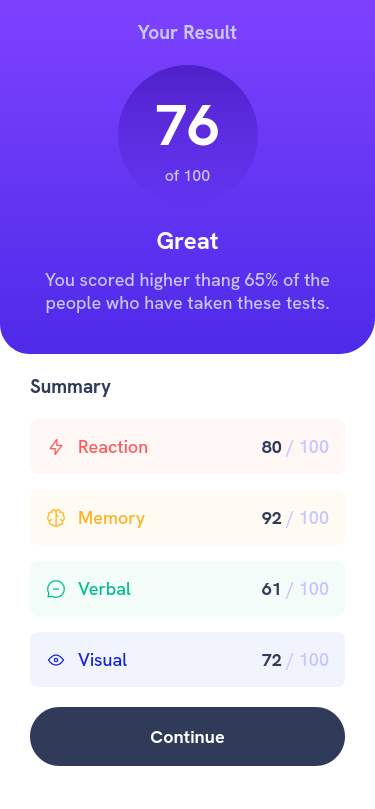 Your Result
76
of 100
Great
You scored higher thang 65% of the
people who have taken these tests.
Summary
Reaction 80 / 100
Memory 92 / 100
Verbal 61 / 100
Visual 72 / 100
Continue